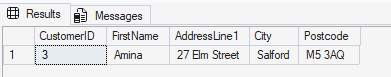 Results Messages
CustomerID FirstName AddressLine1 City Postcode
1 3 Amina 27 Elm Street Salford M5 3AQ